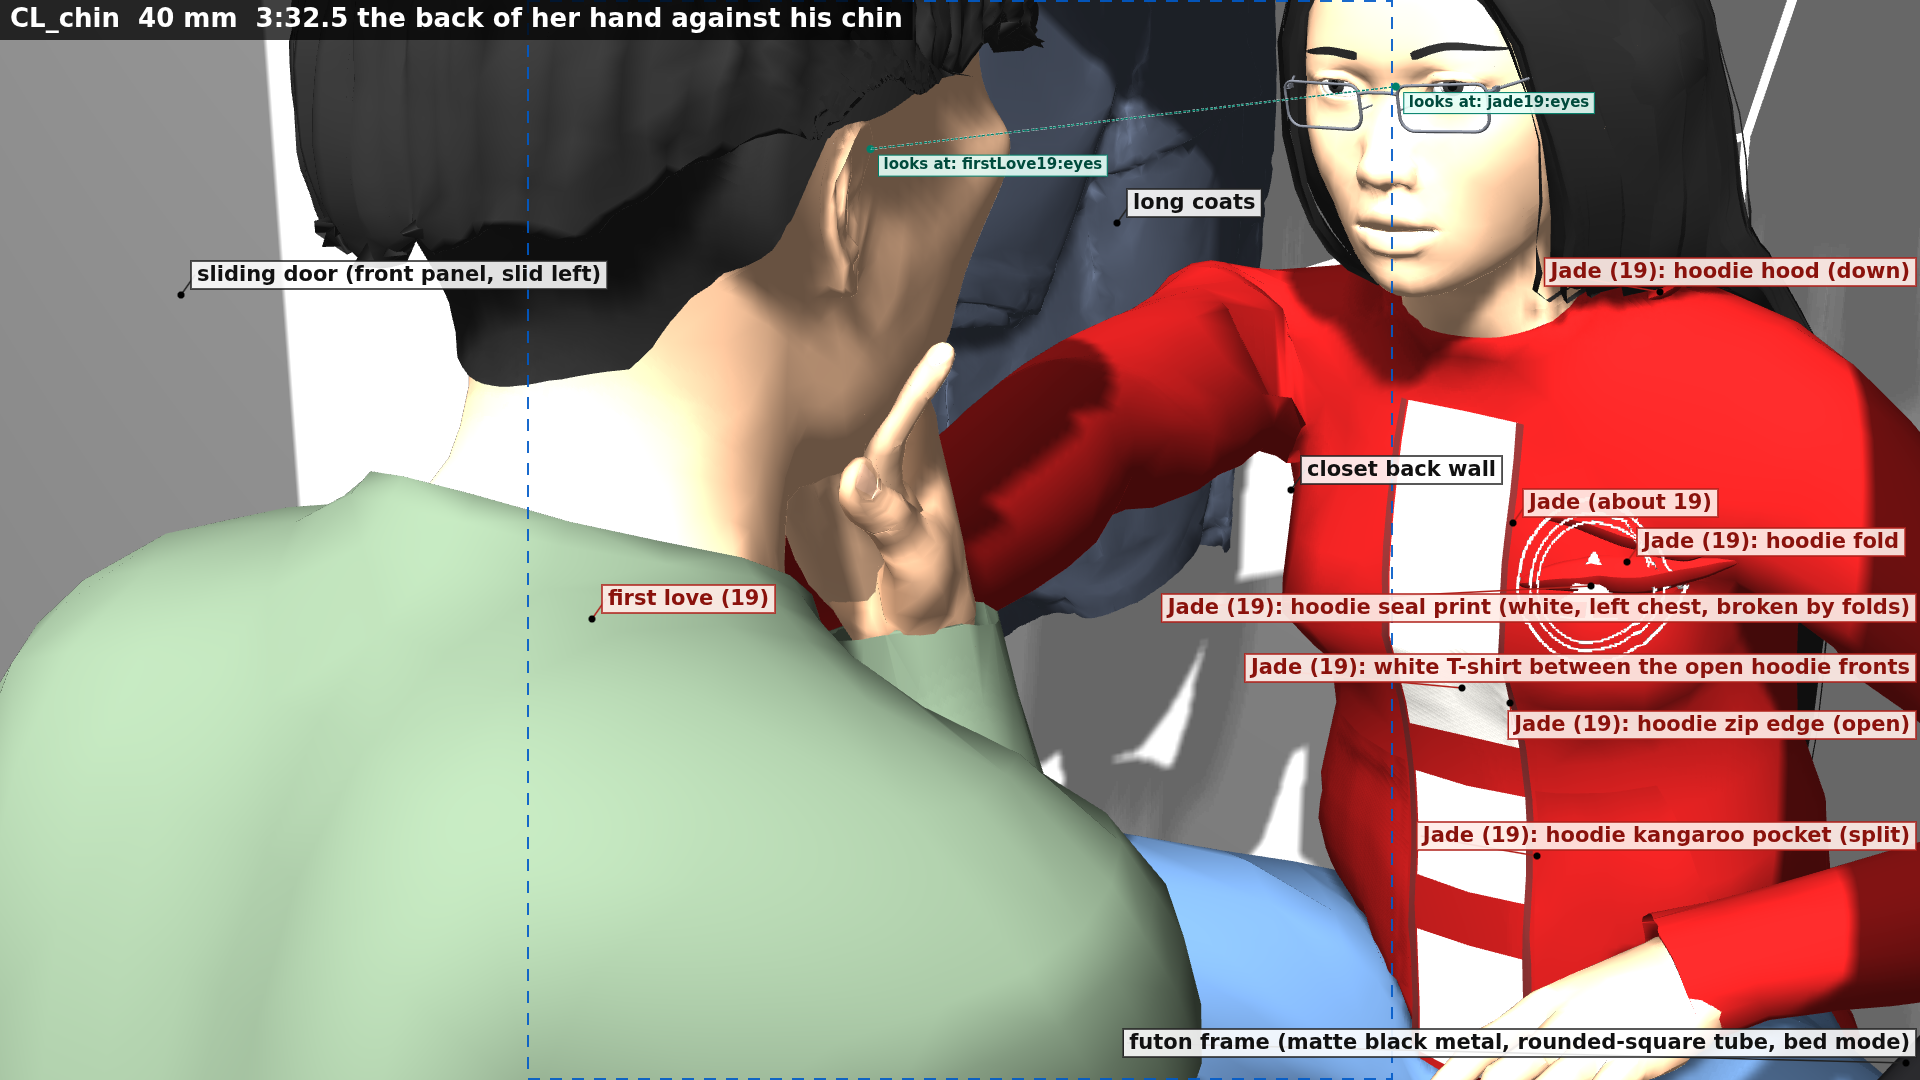 CL_chin  40 mm  3:32.5 the back of her hand against his chin
looks at: jade19:eyes
looks at: firstLove19:eyes
long coats
sliding door (front panel, slid left)
Jade (19): hoodie hood (down)
closet back wall
Jade (about 19)
Jade (19): hoodie fold
first love (19)
Jade (19): hoodie seal print (white, left chest, broken by folds)
Jade (19): white T-shirt between the open hoodie fronts
Jade (19): hoodie zip edge (open)
Jade (19): hoodie kangaroo pocket (split)
futon frame (matte black metal, rounded-square tube, bed mode)